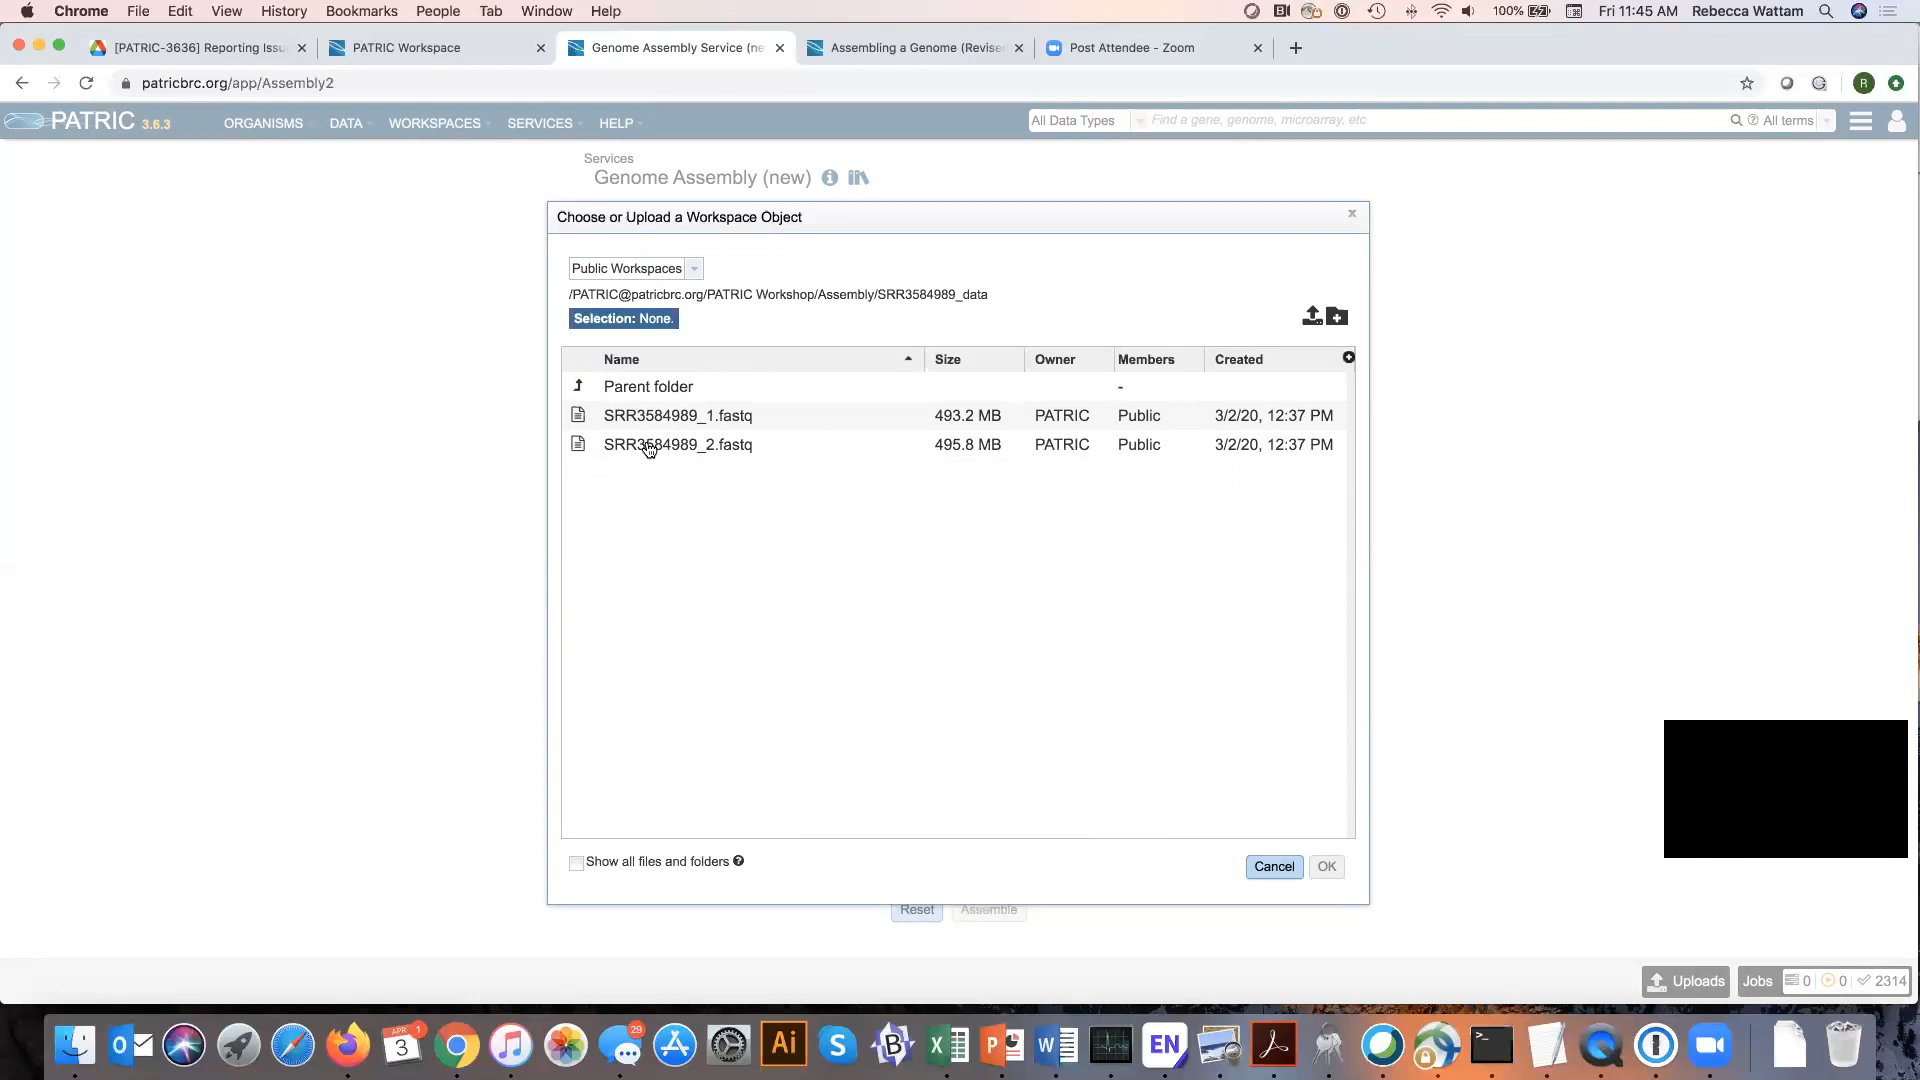 Chrome File Edit View History Bookmarks People Tab Window Help 100% Fri 11:45 AM Rebecca Wattam
[PATRIC-3636] Reporting Issu PATRIC Workspace Genome Assembly Service (ne Assembling a Genome (Revise Post Attendee - Zoom
patricbrc.org/app/Assembly2 R
PATRIC 3.6.3 ORGANISMS DATA WORKSPACES SERVICES HELP All Data Types Find a gene, genome, microarray, etc All terms
Services
Genome Assembly (new)
Choose or Upload a Workspace Object x
Public Workspaces
/PATRIC@patricbrc.org/PATRIC Workshop/Assembly/SRR3584989_data
Selection: None.
Name Size Owner Members Created
Parent folder -
SRR3584989_1.fastq 493.2 MB PATRIC Public 3/2/20, 12:37 PM
SRR3584989_2.fastq 495.8 MB PATRIC Public 3/2/20, 12:37 PM
Show all files and folders ? Cancel OK
Reset Assemble
Uploads Jobs 0 0 2314
APR 3 1 29 Ai EN